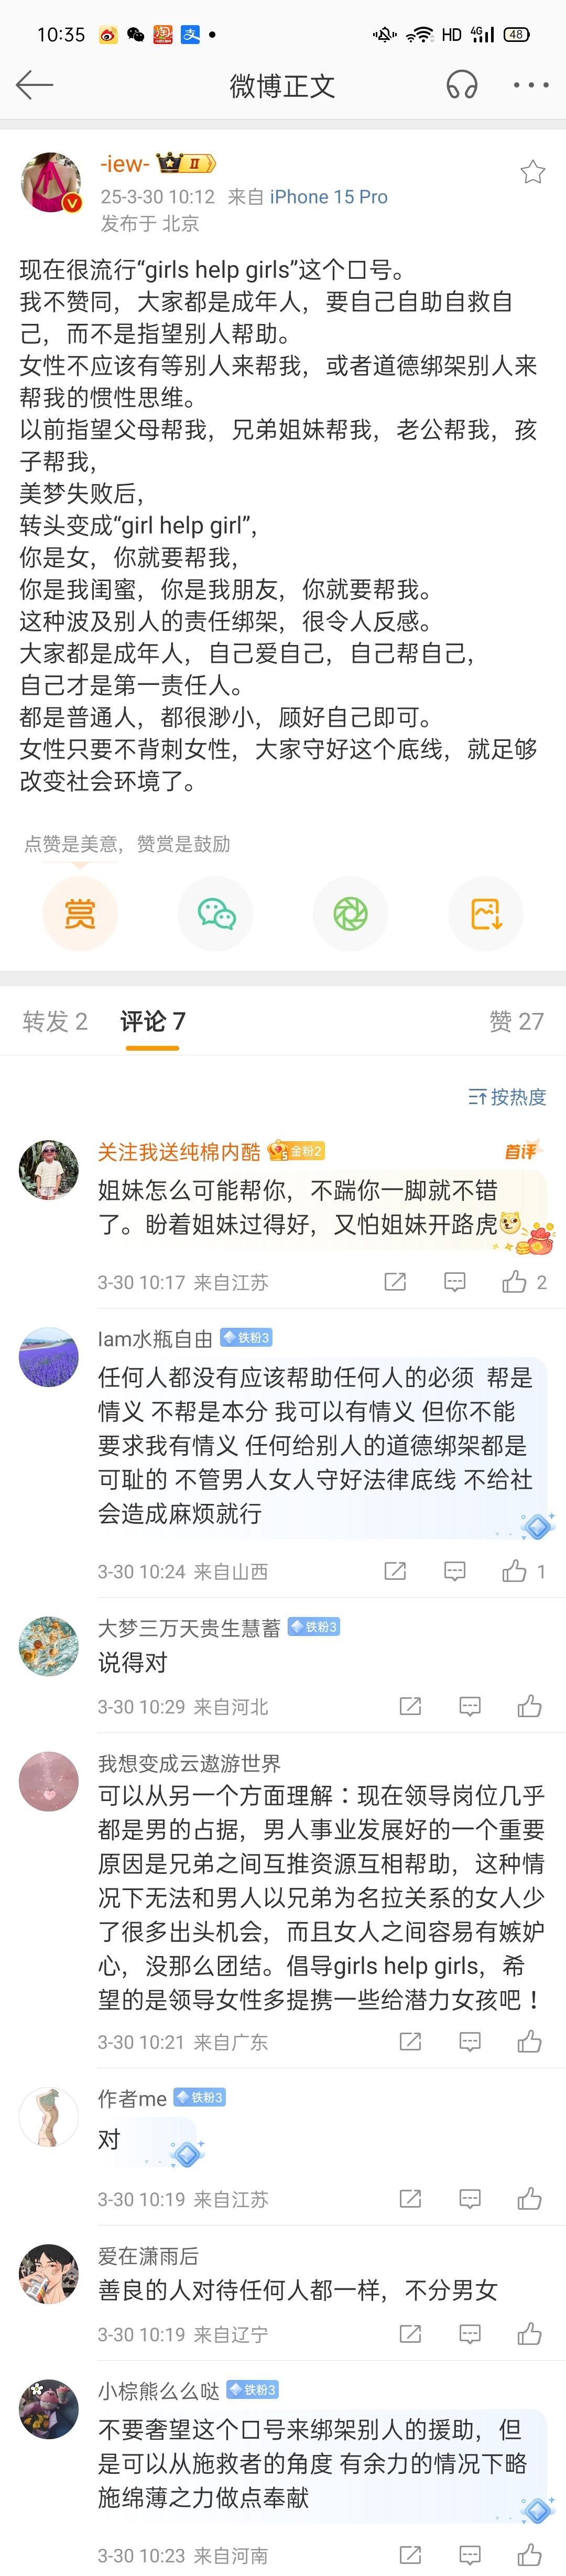 10:35
淘
支
HD
4G
48
微博正文
-iew-
II
25-3-30 10:12 来自 iPhone 15 Pro
发布于 北京
现在很流行“girls help girls”这个口号。
我不赞同，大家都是成年人，要自己自助自救自
己，而不是指望别人帮助。
女性不应该有等别人来帮我，或者道德绑架别人来
帮我的惯性思维。
以前指望父母帮我，兄弟姐妹帮我，老公帮我，孩
子帮我，
美梦失败后，
转头变成“girl help girl”，
你是女，你就要帮我，
你是我闺蜜，你是我朋友，你就要帮我。
这种波及别人的责任绑架，很令人反感。
大家都是成年人，自己爱自己，自己帮自己，
自己才是第一责任人。
都是普通人，都很渺小，顾好自己即可。
女性只要不背刺女性，大家守好这个底线，就足够
改变社会环境了。
点赞是美意，赞赏是鼓励
赏
转发 2 评论 7 赞 27
按热度
关注我送纯棉内酷 金粉2 首评
姐妹怎么可能帮你，不踹你一脚就不错
了。盼着姐妹过得好，又怕姐妹开路虎
3-30 10:17 来自江苏 2
Iam水瓶自由 铁粉3
任何人都没有应该帮助任何人的必须 帮是
情义 不帮是本分 我可以有情义 但你不能
要求我有情义 任何给别人的道德绑架都是
可耻的 不管男人女人守好法律底线 不给社
会造成麻烦就行
3-30 10:24 来自山西 1
大梦三万天贵生慧蓄 铁粉3
说得对
3-30 10:29 来自河北
我想变成云遨游世界
可以从另一个方面理解：现在领导岗位几乎
都是男的占据，男人事业发展好的一个重要
原因是兄弟之间互推资源互相帮助，这种情
况下无法和男人以兄弟为名拉关系的女人少
了很多出头机会，而且女人之间容易有嫉妒
心，没那么团结。倡导girls help girls，希
望的是领导女性多提携一些给潜力女孩吧！
3-30 10:21 来自广东
作者me 铁粉3
对
3-30 10:19 来自江苏
爱在潇雨后
善良的人对待任何人都一样，不分男女
3-30 10:19 来自辽宁
小棕熊么么哒 铁粉3
不要奢望这个口号来绑架别人的援助，但
是可以从施救者的角度 有余力的情况下略
施绵薄之力做点奉献
3-30 10:23 来自河南